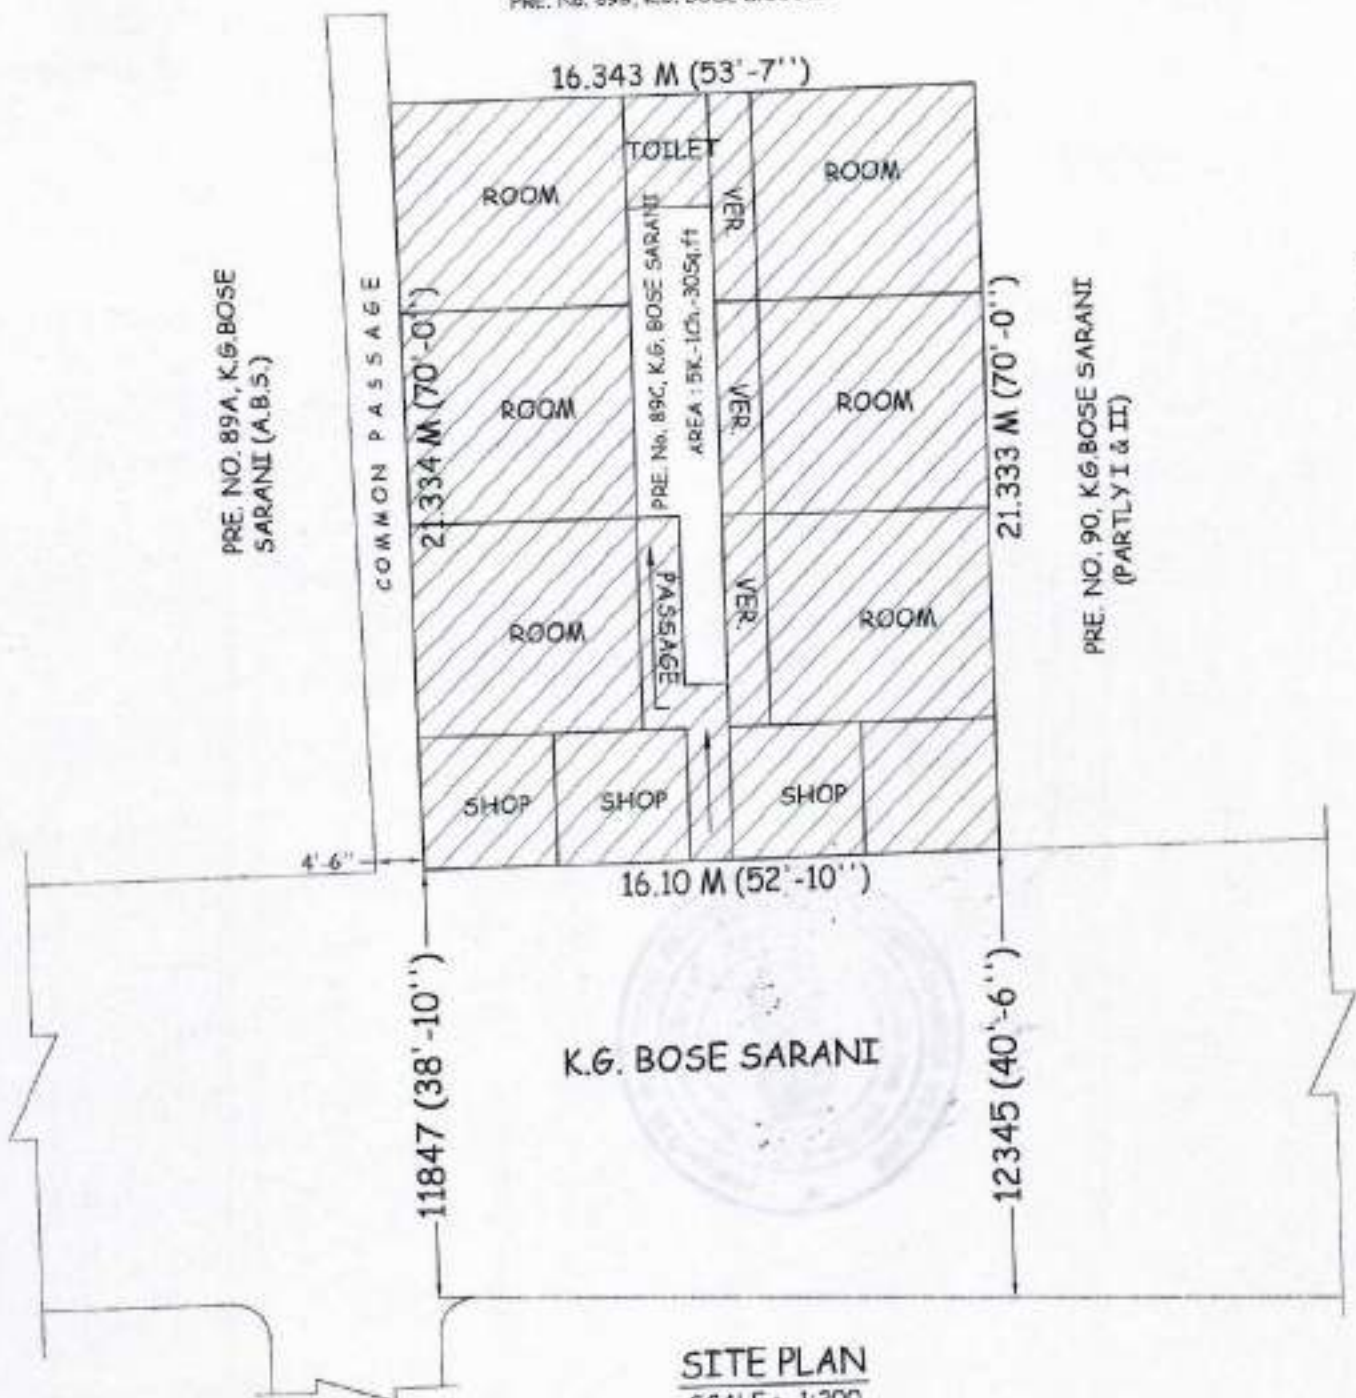 16.343 M (53'-7'')
TOILET
ROOM
ROOM
VER.
PRE. No. 89C, K.G. BOSE SARANI
AREA : 5K.-1Ch.-30Sq.ft
PRE. NO. 89A, K.G.BOSE
SARANI (A.B.S.)
COMMON PASSAGE
21.334 M (70'-0'')
ROOM
VER.
ROOM
21.333 M (70'-0'')
PRE. NO. 90, K.G.BOSE SARANI
(PARTLY I & II)
ROOM
PASSAGE
VER.
ROOM
SHOP
SHOP
SHOP
4'-6"
16.10 M (52'-10'')
11847 (38'-10'')
K.G. BOSE SARANI
12345 (40'-6'')
SITE PLAN
SCALE :- 1:200